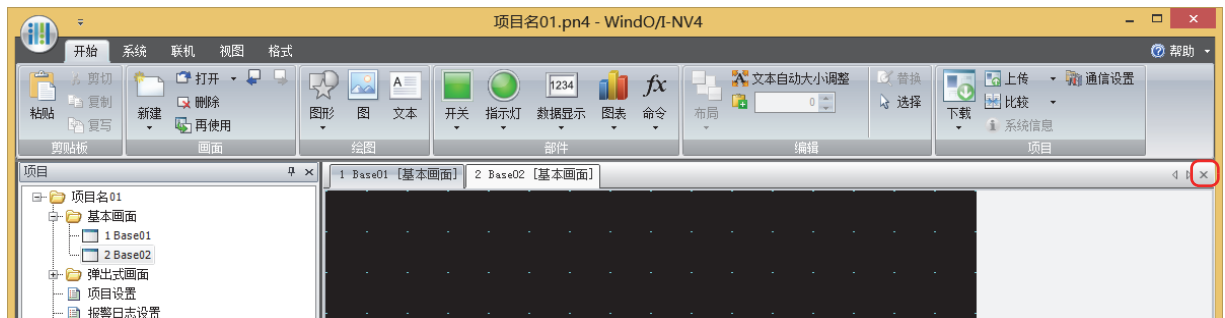 项目名01.pn4 - WindO/I-NV4
开始 系统 联机 视图 格式 帮助
粘贴 剪切 复制 复写
剪贴板
新建 打开 删除 再使用
画面
图形 图 A 文本
绘图
开关 指示灯 1234 数据显示 图表 fx 命令
部件
布局 文本自动大小调整 0 替换 选择
编辑
下载 上传 比较 系统信息 通信设置
项目
项目
1 Base01 [基本画面] 2 Base02 [基本画面]
项目名01
基本画面
1 Base01
2 Base02
弹出式画面
项目设置
报警日志设置